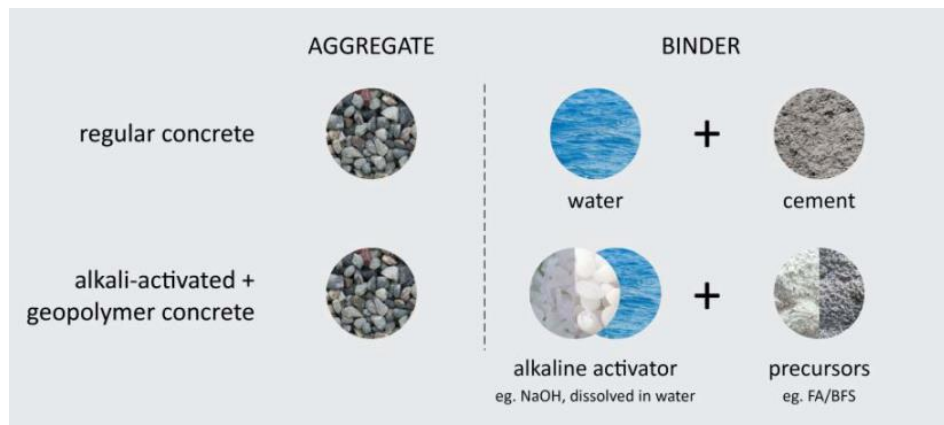 AGGREGATE
BINDER
regular concrete
+
water
cement
alkali-activated +
geopolymer concrete
+
alkaline activator
eg. NaOH, dissolved in water
precursors
eg. FA/BFS